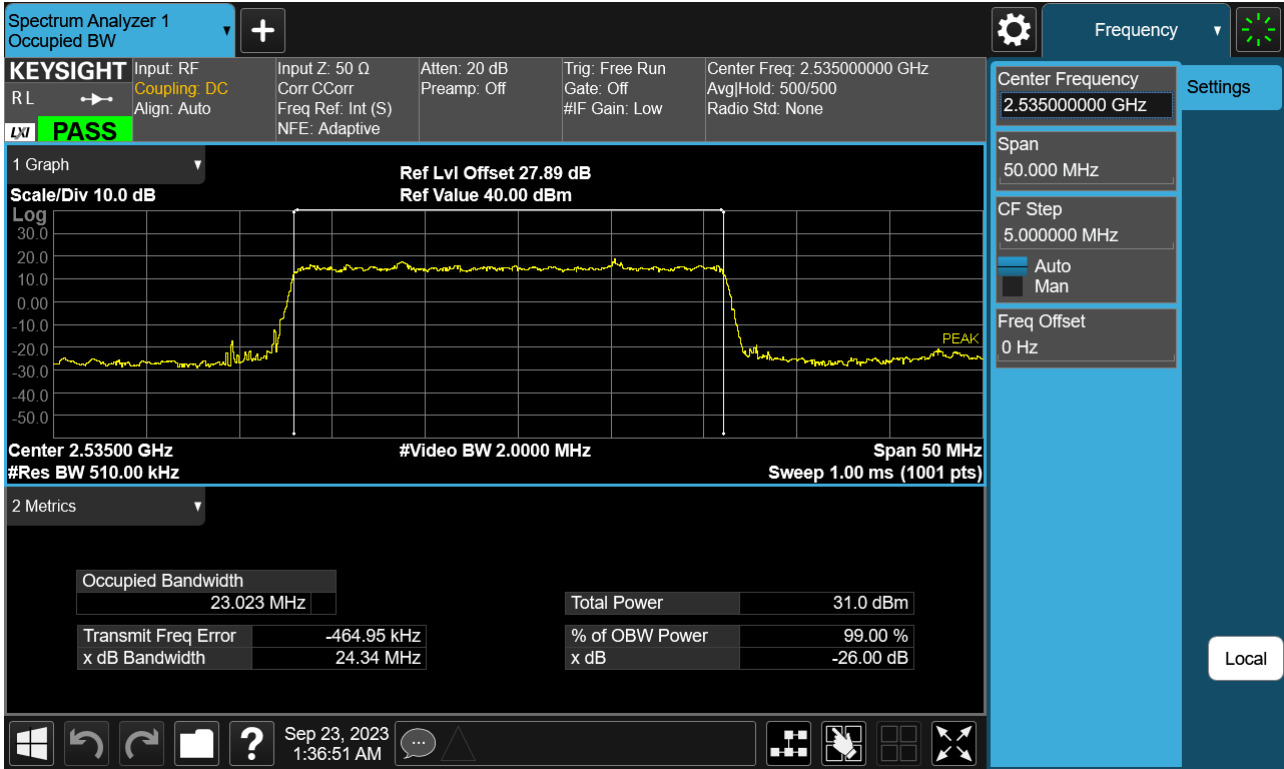 Spectrum Analyzer 1
Occupied BW
▼
+
Frequency
▼
KEYSIGHT
R L
LXI
PASS
Input: RF
Coupling: DC
Align: Auto
Input Z: 50 Ω
Corr CCorr
Freq Ref: Int (S)
NFE: Adaptive
Atten: 20 dB
Preamp: Off
Trig: Free Run
Gate: Off
#IF Gain: Low
Center Freq: 2.535000000 GHz
Avg|Hold: 500/500
Radio Std: None
1 Graph ▼
Scale/Div 10.0 dB
Ref Lvl Offset 27.89 dB
Ref Value 40.00 dBm
Log
30.0
20.0
10.0
0.00
-10.0
-20.0
-30.0
-40.0
-50.0
PEAK
Center 2.53500 GHz
#Video BW 2.0000 MHz
Span 50 MHz
#Res BW 510.00 kHz
Sweep 1.00 ms (1001 pts)
2 Metrics ▼
Occupied Bandwidth
23.023 MHz
Total Power 31.0 dBm
Transmit Freq Error -464.95 kHz
% of OBW Power 99.00 %
x dB Bandwidth 24.34 MHz
x dB -26.00 dB
Center Frequency
2.535000000 GHz
Span
50.000 MHz
CF Step
5.000000 MHz
Auto
Man
Freq Offset
0 Hz
Settings
Local
?
Sep 23, 2023
1:36:51 AM